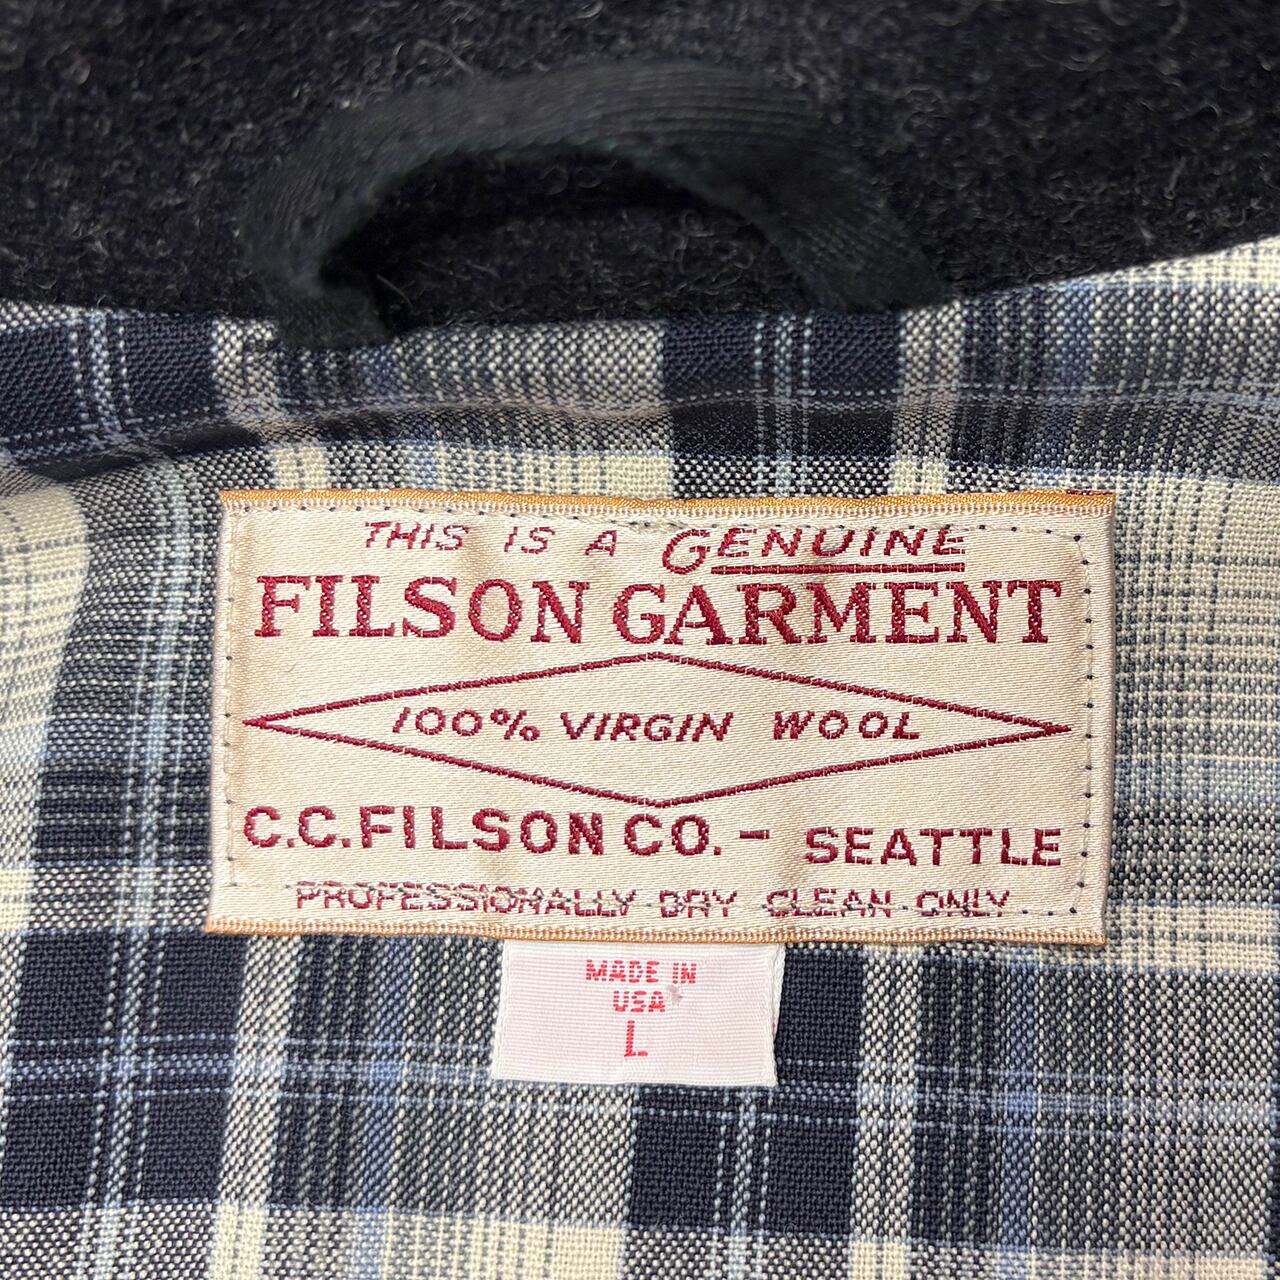 THIS IS A GENUINE
FILSON GARMENT
100% VIRGIN WOOL
C.C.FILSON CO. - SEATTLE
PROFESSIONALLY DRY CLEAN ONLY
MADE IN
USA
L